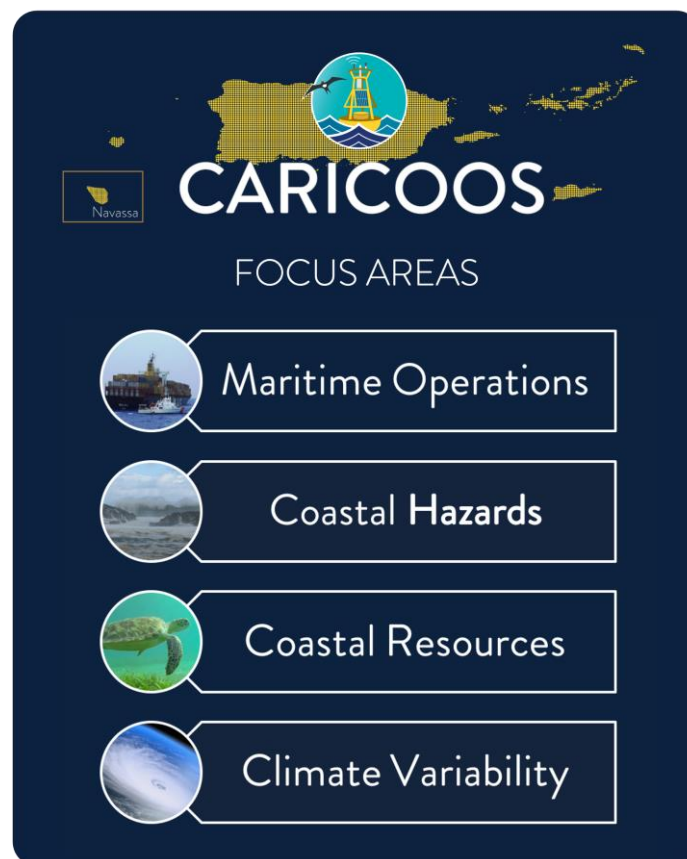 Navassa
CARICOOS
FOCUS AREAS
Maritime Operations
Coastal Hazards
Coastal Resources
Climate Variability